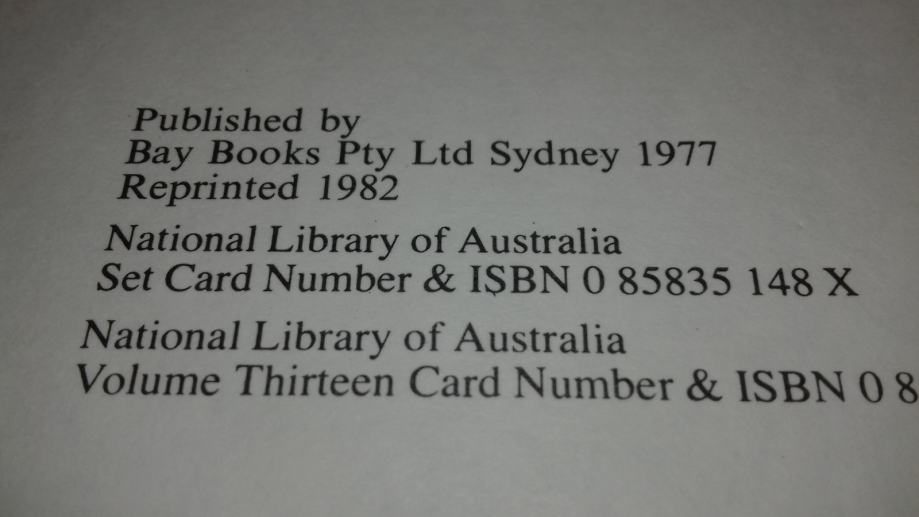 Published by
Bay Books Pty Ltd Sydney 1977
Reprinted 1982
National Library of Australia
Set Card Number & ISBN 0 85835 148 X
National Library of Australia
Volume Thirteen Card Number & ISBN 0 8